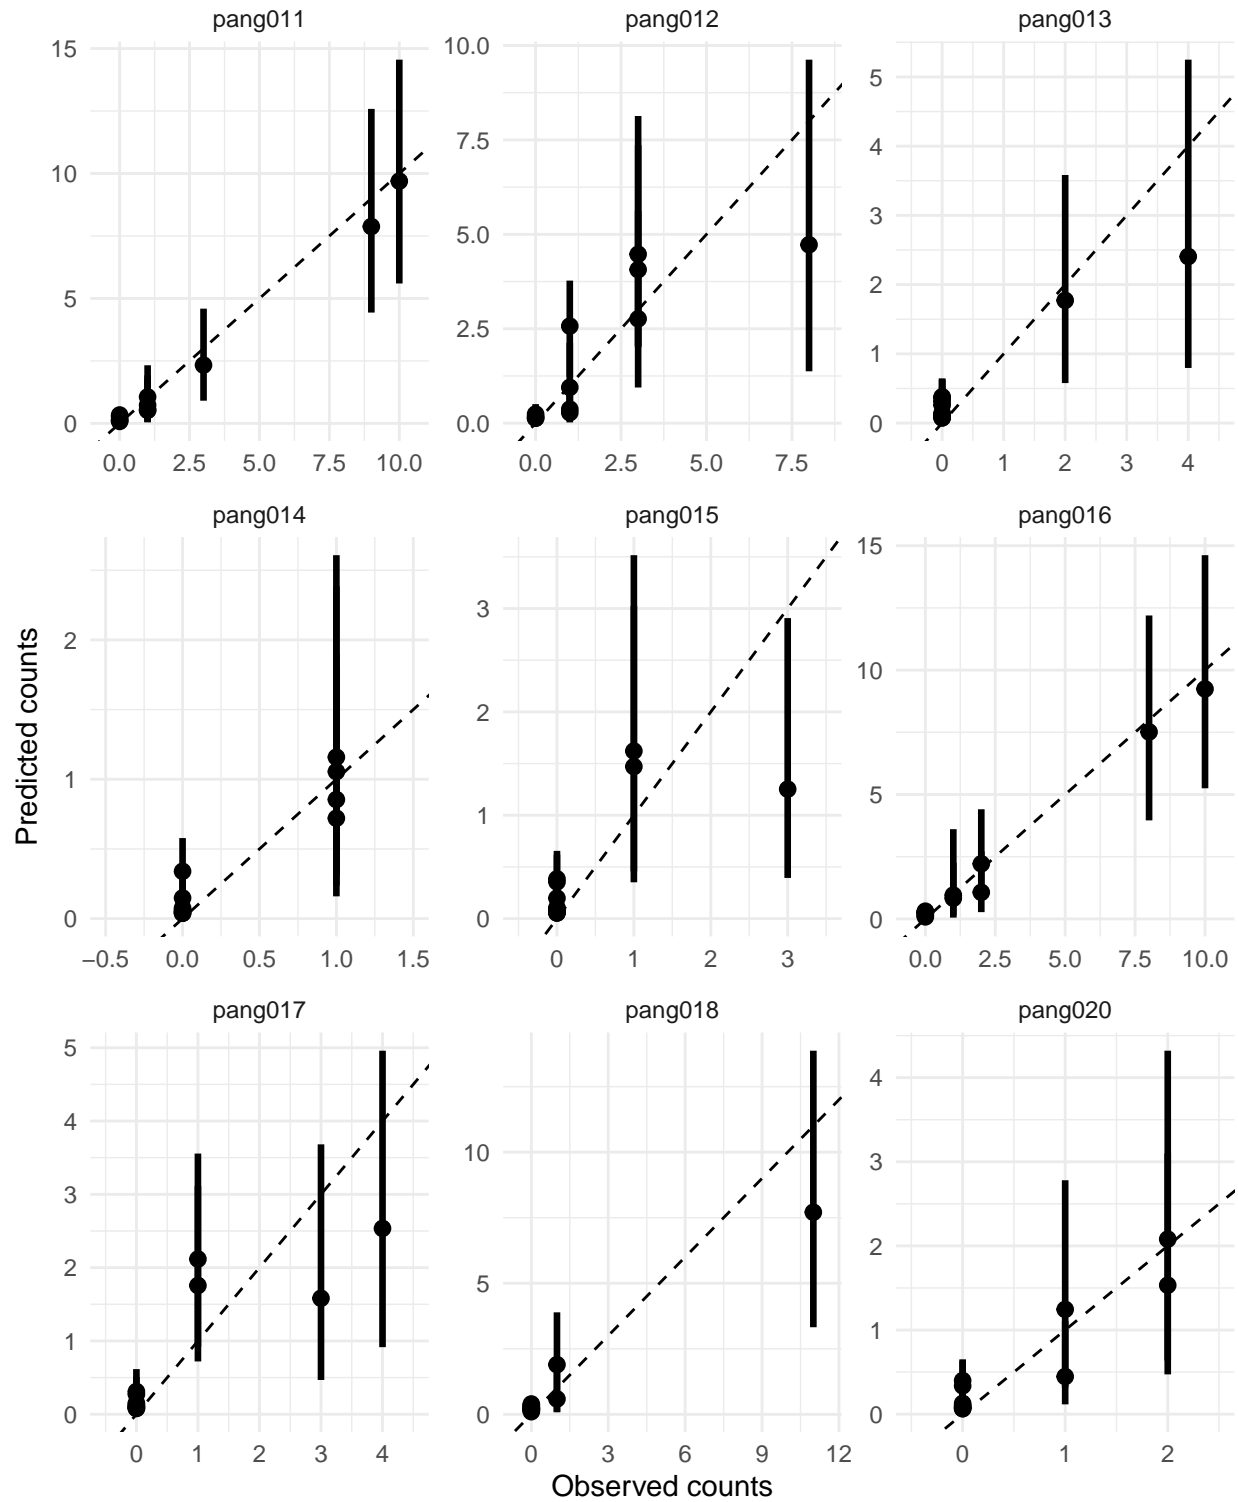 pang011 pang012 pang013
15
10
5
0
10.0
7.5
5.0
2.5
0.0
5
4
3
2
1
0
0.0 2.5 5.0 7.5 10.0
0.0 2.5 5.0 7.5
0 1 2 3 4
pang014 pang015 pang016
2
1
0
3
2
1
0
15
10
5
0
−0.5 0.0 0.5 1.0 1.5
0 1 2 3
0.0 2.5 5.0 7.5 10.0
Predicted counts
pang017 pang018 pang020
5
4
3
2
1
0
10
5
0
4
3
2
1
0
0 1 2 3 4
0 3 6 9 12
0 1 2
Observed counts